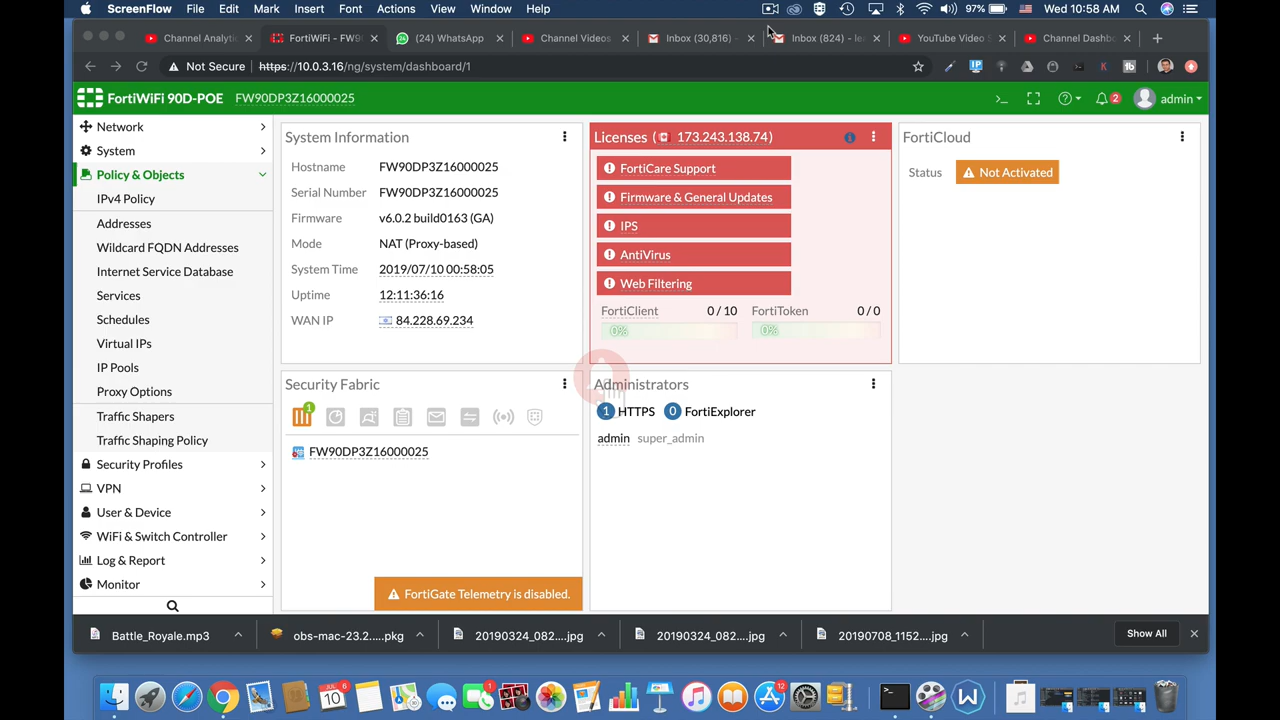 ScreenFlow File Edit Mark Insert Font Actions View Window Help 97% Wed 10:58 AM
Channel Analyti FortiWiFi - FW9 (24) WhatsApp Channel Videos Inbox (30,816) - Inbox (824) - le YouTube Video S Channel Dashb
Not Secure https://10.0.3.16/ng/system/dashboard/1
FortiWiFi 90D-POE FW90DP3Z16000025 >_ 2 admin
Network
System
Policy & Objects
IPv4 Policy
Addresses
Wildcard FQDN Addresses
Internet Service Database
Services
Schedules
Virtual IPs
IP Pools
Proxy Options
Traffic Shapers
Traffic Shaping Policy
Security Profiles
VPN
User & Device
WiFi & Switch Controller
Log & Report
Monitor
System Information
Hostname FW90DP3Z16000025
Serial Number FW90DP3Z16000025
Firmware v6.0.2 build0163 (GA)
Mode NAT (Proxy-based)
System Time 2019/07/10 00:58:05
Uptime 12:11:36:16
WAN IP 84.228.69.234
Licenses ( 173.243.138.74)
FortiCare Support
Firmware & General Updates
IPS
AntiVirus
Web Filtering
FortiClient 0 / 10 FortiToken 0 / 0
0% 0%
FortiCloud
Status Not Activated
Security Fabric
1
FW90DP3Z16000025
FortiGate Telemetry is disabled.
Administrators
1 HTTPS 0 FortiExplorer
admin super_admin
Battle_Royale.mp3 obs-mac-23.2.....pkg 20190324_082....jpg 20190324_082....jpg 20190708_1152....jpg Show All
JUL 10 6 1 12